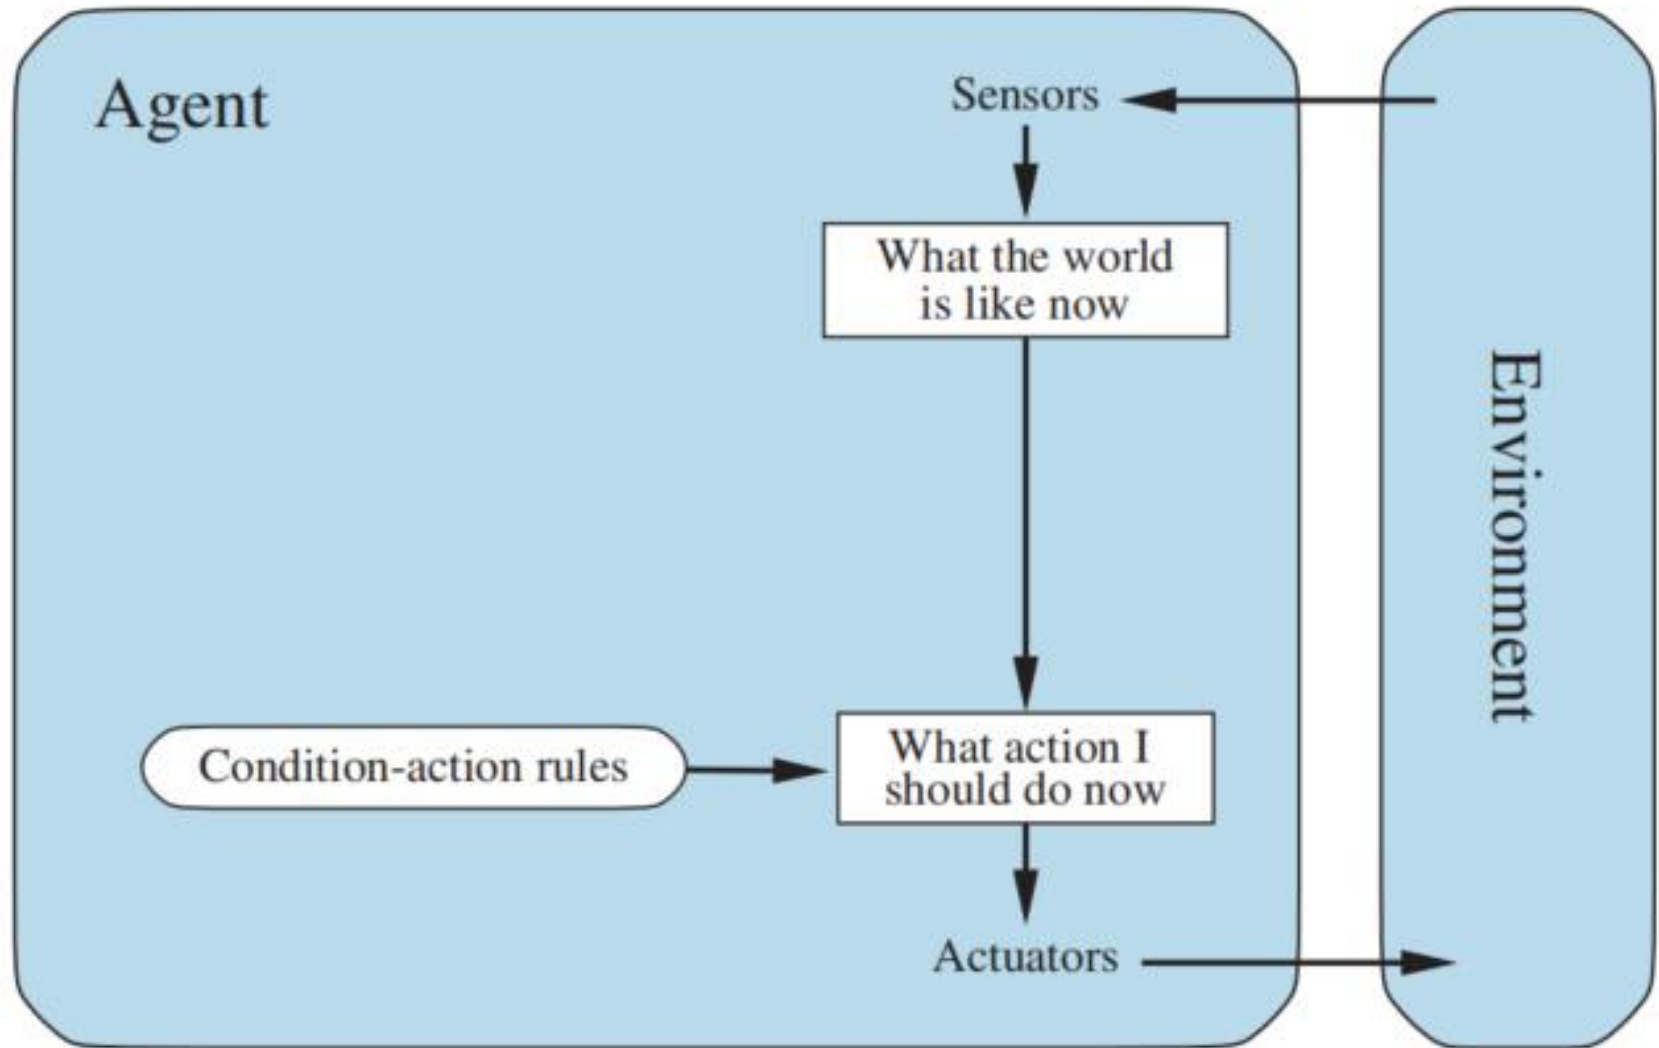 Agent
Sensors
What the world
is like now
Environment
Condition-action rules
What action I
should do now
Actuators